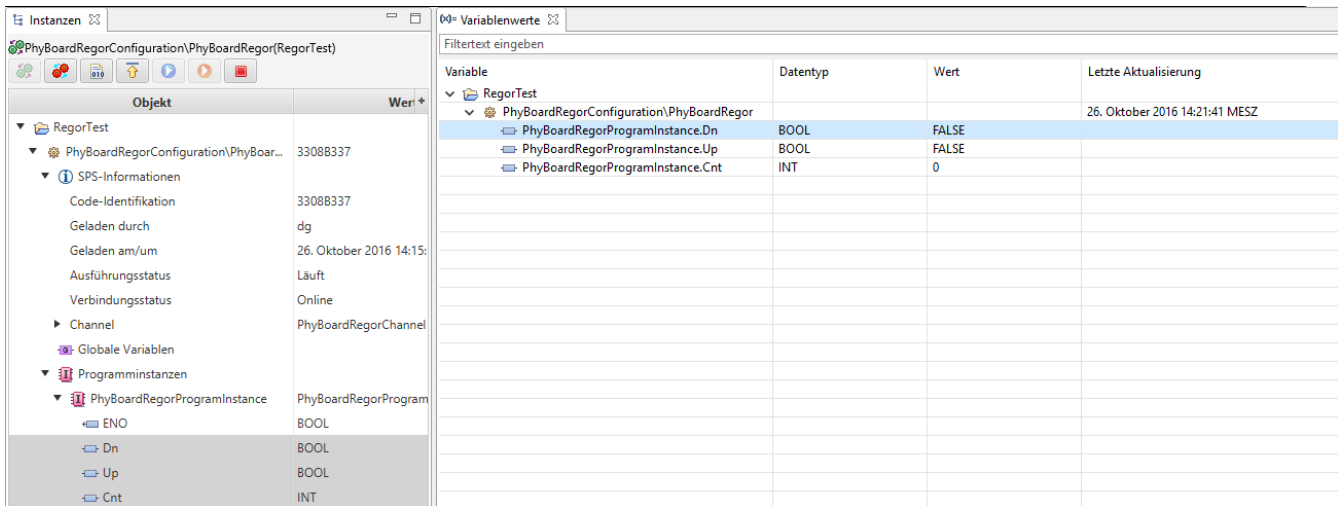 Instanzen
PhyBoardRegorConfiguration\PhyBoardRegor(RegorTest)
010
Objekt Wert +
RegorTest
PhyBoardRegorConfiguration\PhyBoar... 3308B337
SPS-Informationen
Code-Identifikation 3308B337
Geladen durch dg
Geladen am/um 26. Oktober 2016 14:15:
Ausführungsstatus Läuft
Verbindungsstatus Online
Channel PhyBoardRegorChannel
Globale Variablen
Programminstanzen
PhyBoardRegorProgramInstance PhyBoardRegorProgram
ENO BOOL
Dn BOOL
Up BOOL
Cnt INT
(x)= Variablenwerte
Filtertext eingeben
Variable Datentyp Wert Letzte Aktualisierung
RegorTest
PhyBoardRegorConfiguration\PhyBoardRegor 26. Oktober 2016 14:21:41 MESZ
PhyBoardRegorProgramInstance.Dn BOOL FALSE
PhyBoardRegorProgramInstance.Up BOOL FALSE
PhyBoardRegorProgramInstance.Cnt INT 0